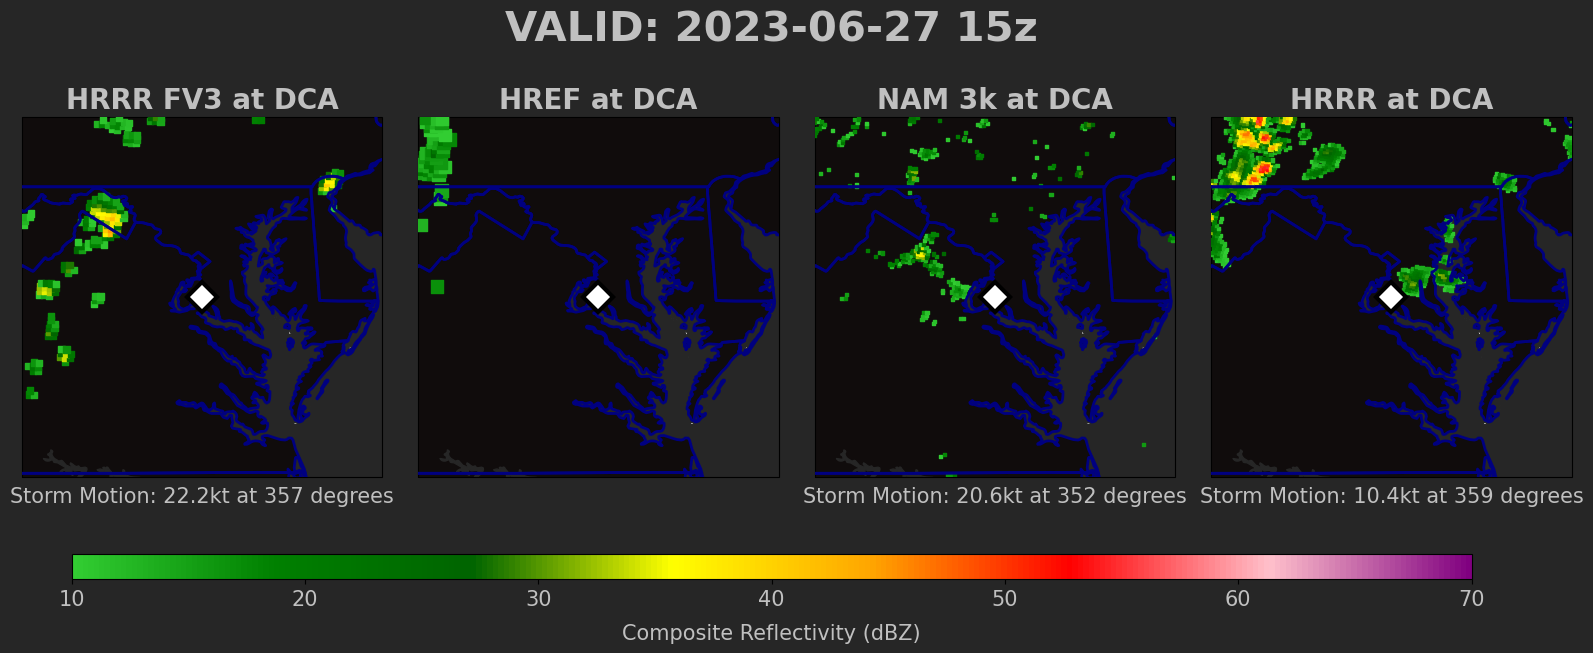 VALID: 2023-06-27 15z
HRRR FV3 at DCA
HREF at DCA
NAM 3k at DCA
HRRR at DCA
Storm Motion: 22.2kt at 357 degrees
Storm Motion: 20.6kt at 352 degrees
Storm Motion: 10.4kt at 359 degrees
10 20 30 40 50 60 70
Composite Reflectivity (dBZ)